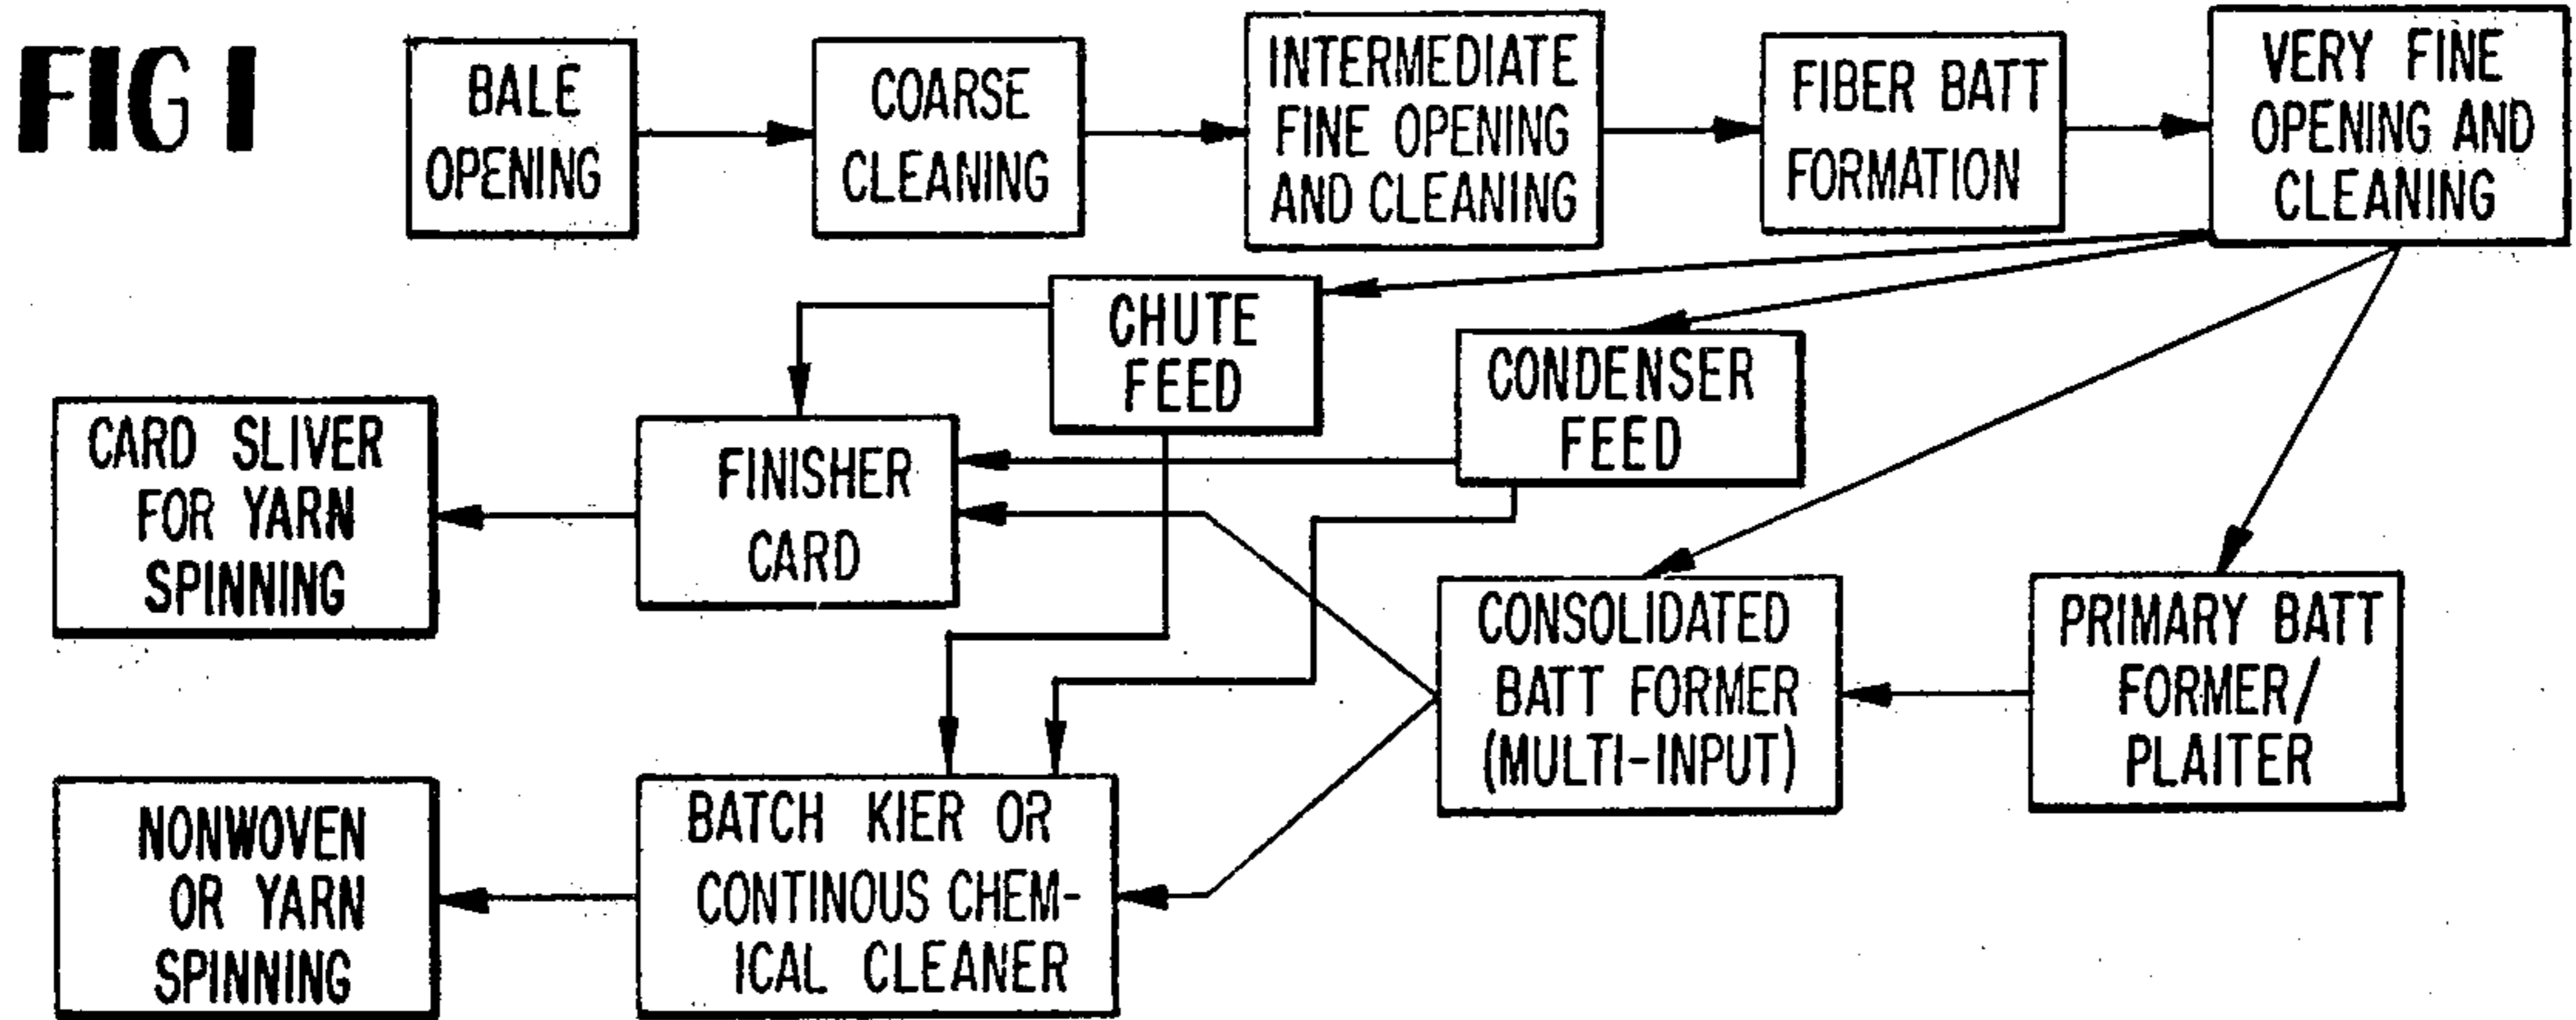 FIG 1
BALE
OPENING
COARSE
CLEANING
INTERMEDIATE
FINE OPENING
AND CLEANING
FIBER BATT
FORMATION
VERY FINE
OPENING AND
CLEANING
CHUTE
FEED
CONDENSER
FEED
CARD SLIVER
FOR YARN
SPINNING
FINISHER
CARD
CONSOLIDATED
BATT FORMER
(MULTI-INPUT)
PRIMARY BATT
FORMER/
PLAITER
NONWOVEN
OR YARN
SPINNING
BATCH KIER OR
CONTINOUS CHEM-
ICAL CLEANER